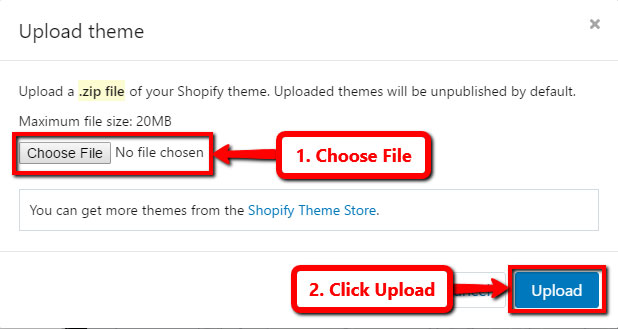 Upload theme
×
Upload a .zip file of your Shopify theme. Uploaded themes will be unpublished by default.
Maximum file size: 20MB
Choose File No file chosen
1. Choose File
You can get more themes from the Shopify Theme Store.
2. Click Upload
Upload